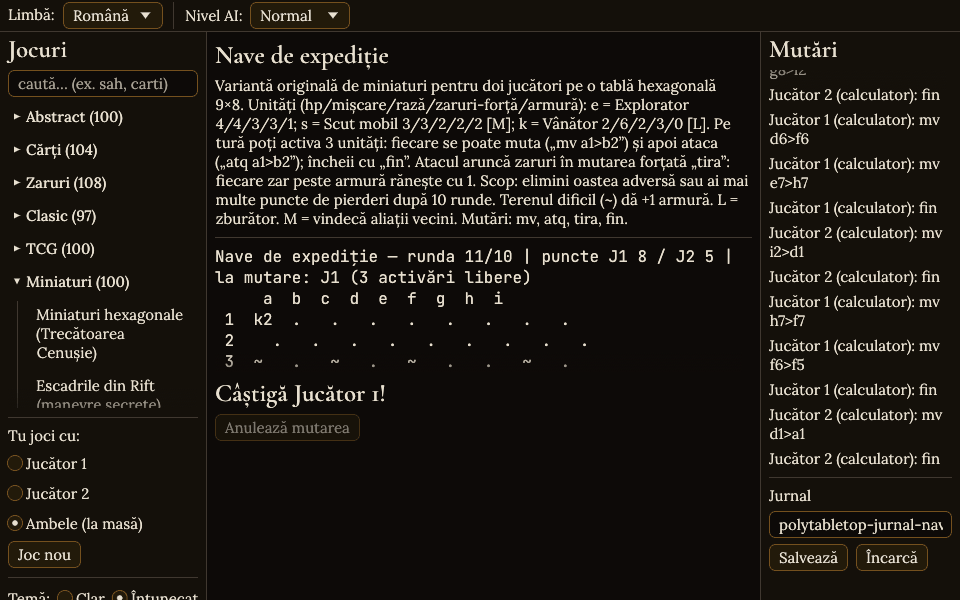 Limbă: Română ▼ Nivel AI: Normal ▼
Jocuri
caută... (ex. sah, carti)
▸ Abstract (100)
▸ Cărți (104)
▸ Zaruri (108)
▸ Clasic (97)
▸ TCG (100)
▾ Miniaturi (100)
Miniaturi hexagonale
(Trecătoarea
Cenușie)
Escadrile din Rift
(manevre secrete)
Tu joci cu:
Jucător 1
Jucător 2
Ambele (la masă)
Joc nou
Temă: Clar Întunecat
Nave de expediție
Variantă originală de miniaturi pentru doi jucători pe o tablă hexagonală
9×8. Unități (hp/mișcare/rază/zaruri-forță/armură): e = Explorator
4/4/3/3/1; s = Scut mobil 3/3/2/2/2 [M]; k = Vânător 2/6/2/3/0 [L]. Pe
tură poți activa 3 unități: fiecare se poate muta („mv a1>b2”) și apoi ataca
(„atq a1>b2”); închei cu „fin”. Atacul aruncă zaruri în mutarea forțată „tira”:
fiecare zar peste armură rănește cu 1. Scop: elimini oastea adversă sau ai mai
multe puncte de pierderi după 10 runde. Terenul dificil (~) dă +1 armură. L =
zburător. M = vindecă aliații vecini. Mutări: mv, atq, tira, fin.
Nave de expediție — runda 11/10 | puncte J1 8 / J2 5 |
la mutare: J1 (3 activări libere)
a b c d e f g h i
1 k2 . . . . . . . .
2 . . . . . . . . .
3 ~ . ~ . ~ . . ~ .
Câștigă Jucător 1!
Anulează mutarea
Mutări
g8>i2
Jucător 2 (calculator): fin
Jucător 1 (calculator): mv
d6>f6
Jucător 1 (calculator): mv
e7>h7
Jucător 1 (calculator): fin
Jucător 2 (calculator): mv
i2>d1
Jucător 2 (calculator): fin
Jucător 1 (calculator): mv
h7>f7
Jucător 1 (calculator): mv
f6>f5
Jucător 1 (calculator): fin
Jucător 2 (calculator): mv
d1>a1
Jucător 2 (calculator): fin
Jurnal
polytabletop-jurnal-nav
Salvează Încarcă